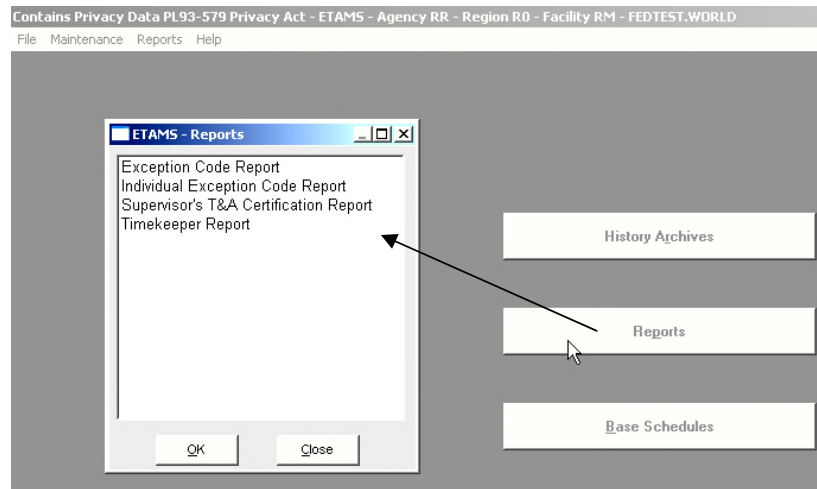 Contains Privacy Data PL93-579 Privacy Act - ETAMS - Agency RR - Region R0 - Facility RM - FEDTEST.WORLD
File Maintenance Reports Help
ETAMS - Reports
Exception Code Report
Individual Exception Code Report
Supervisor's T&A Certification Report
Timekeeper Report
History Archives
Reports
Base Schedules
OK Close